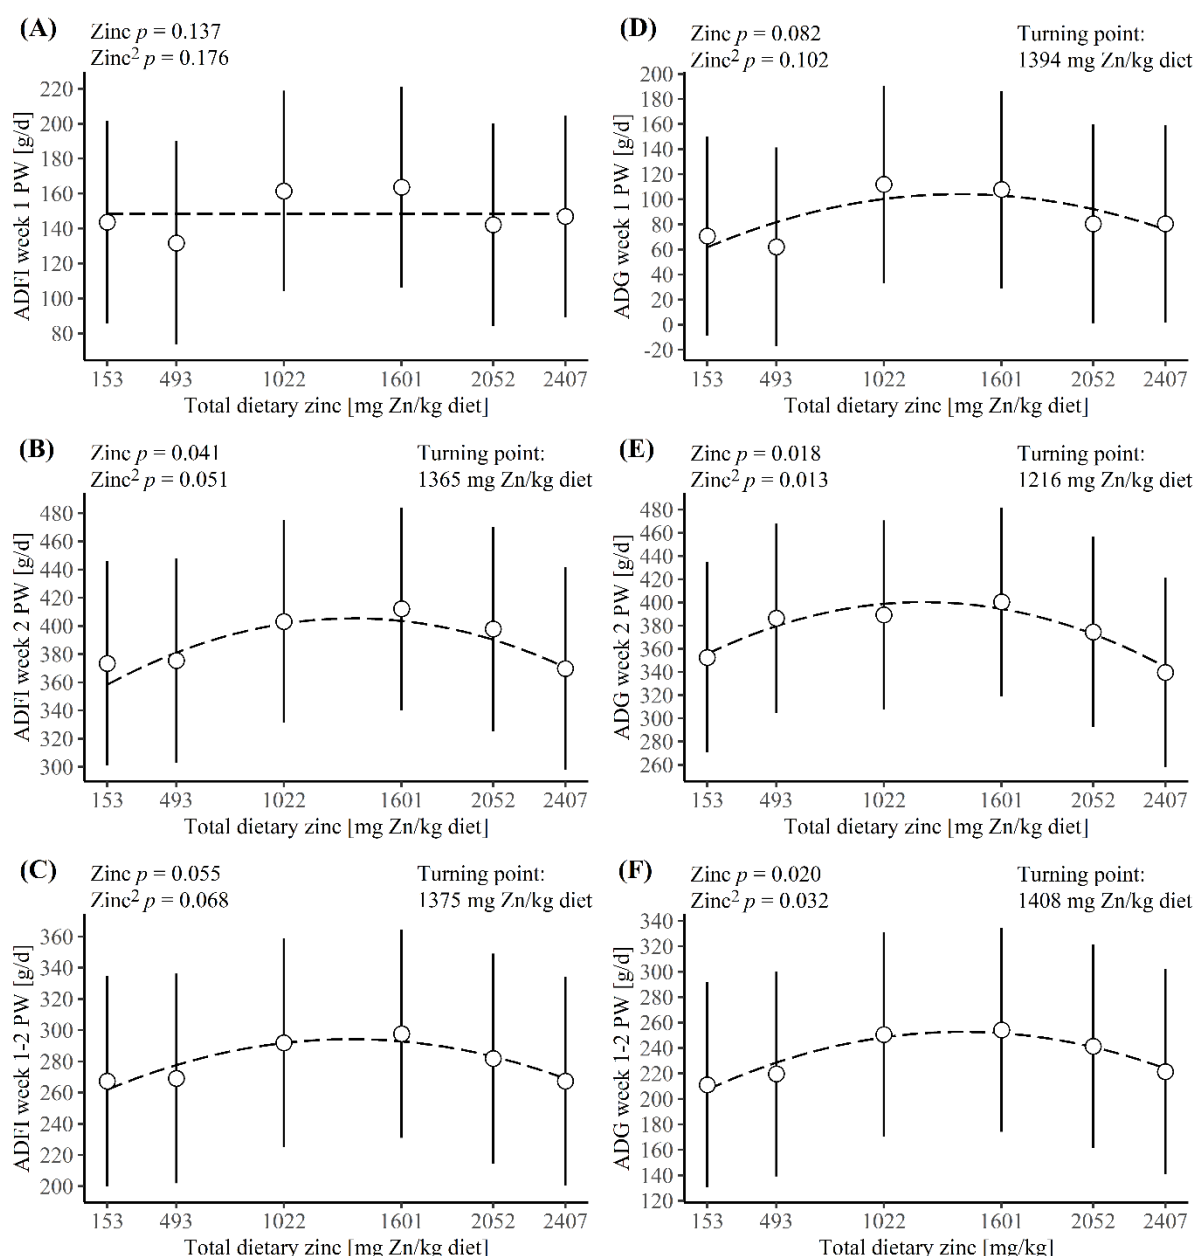 (A)
Zinc p = 0.137
Zinc² p = 0.176
ADFI week 1 PW [g/d]
220
200
180
160
140
120
100
80
153 493 1022 1601 2052 2407
Total dietary zinc [mg Zn/kg diet]
(D)
Zinc p = 0.082
Zinc² p = 0.102
Turning point:
1394 mg Zn/kg diet
ADG week 1 PW [g/d]
200
180
160
140
120
100
80
60
40
20
0
-20
153 493 1022 1601 2052 2407
Total dietary zinc [mg Zn/kg diet]
(B)
Zinc p = 0.041
Zinc² p = 0.051
Turning point:
1365 mg Zn/kg diet
ADFI week 2 PW [g/d]
480
460
440
420
400
380
360
340
320
300
153 493 1022 1601 2052 2407
Total dietary zinc [mg Zn/kg diet]
(E)
Zinc p = 0.018
Zinc² p = 0.013
Turning point:
1216 mg Zn/kg diet
ADG week 2 PW [g/d]
480
460
440
420
400
380
360
340
320
300
280
260
153 493 1022 1601 2052 2407
Total dietary zinc [mg Zn/kg diet]
(C)
Zinc p = 0.055
Zinc² p = 0.068
Turning point:
1375 mg Zn/kg diet
ADFI week 1-2 PW [g/d]
360
340
320
300
280
260
240
220
200
153 493 1022 1601 2052 2407
Total dietary zinc [mg Zn/kg diet]
(F)
Zinc p = 0.020
Zinc² p = 0.032
Turning point:
1408 mg Zn/kg diet
ADG week 1-2 PW [g/d]
340
320
300
280
260
240
220
200
180
160
140
120
153 493 1022 1601 2052 2407
Total dietary zinc [mg/kg]